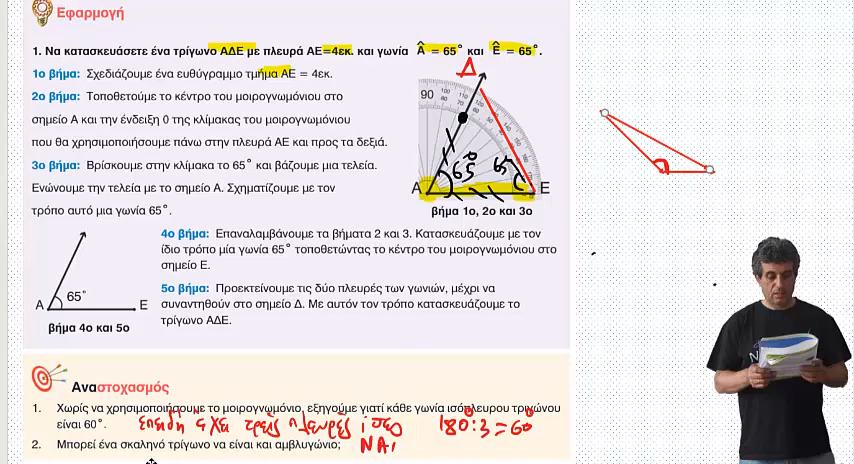 Εφαρμογή
1. Να κατασκευάσετε ένα τρίγωνο ΑΔΕ με πλευρά ΑΕ=4εκ. και γωνία Â = 65° και Ê = 65°.
1ο βήμα: Σχεδιάζουμε ένα ευθύγραμμο τμήμα ΑΕ = 4εκ.
2ο βήμα: Τοποθετούμε το κέντρο του μοιρογνωμόνιου στο
σημείο Α και την ένδειξη 0 της κλίμακας του μοιρογνωμόνιου
που θα χρησιμοποιήσουμε πάνω στην πλευρά ΑΕ και προς τα δεξιά.
3ο βήμα: Βρίσκουμε στην κλίμακα το 65° και βάζουμε μια τελεία.
Ενώνουμε την τελεία με το σημείο Α. Σχηματίζουμε με τον
τρόπο αυτό μια γωνία 65°.
Δ
90
65°
65
Α
Ε
βήμα 1ο, 2ο και 3ο
4ο βήμα: Επαναλαμβάνουμε τα βήματα 2 και 3. Κατασκευάζουμε με τον
ίδιο τρόπο μία γωνία 65° τοποθετώντας το κέντρο του μοιρογνωμόνιου στο
σημείο Ε.
5ο βήμα: Προεκτείνουμε τις δύο πλευρές των γωνιών, μέχρι να
συναντηθούν στο σημείο Δ. Με αυτόν τον τρόπο κατασκευάζουμε το
τρίγωνο ΑΔΕ.
65°
Α
Ε
βήμα 4ο και 5ο
Αναστοχασμός
1. Χωρίς να χρησιμοποιήσουμε το μοιρογνωμόνιο, εξηγούμε γιατί κάθε γωνία ισόπλευρου τριγώνου
είναι 60°. επειδή έχει τρεις πλευρές ίσες 180°:3=60°
2. Μπορεί ένα σκαληνό τρίγωνο να είναι και αμβλυγώνιο; ΝΑΙ